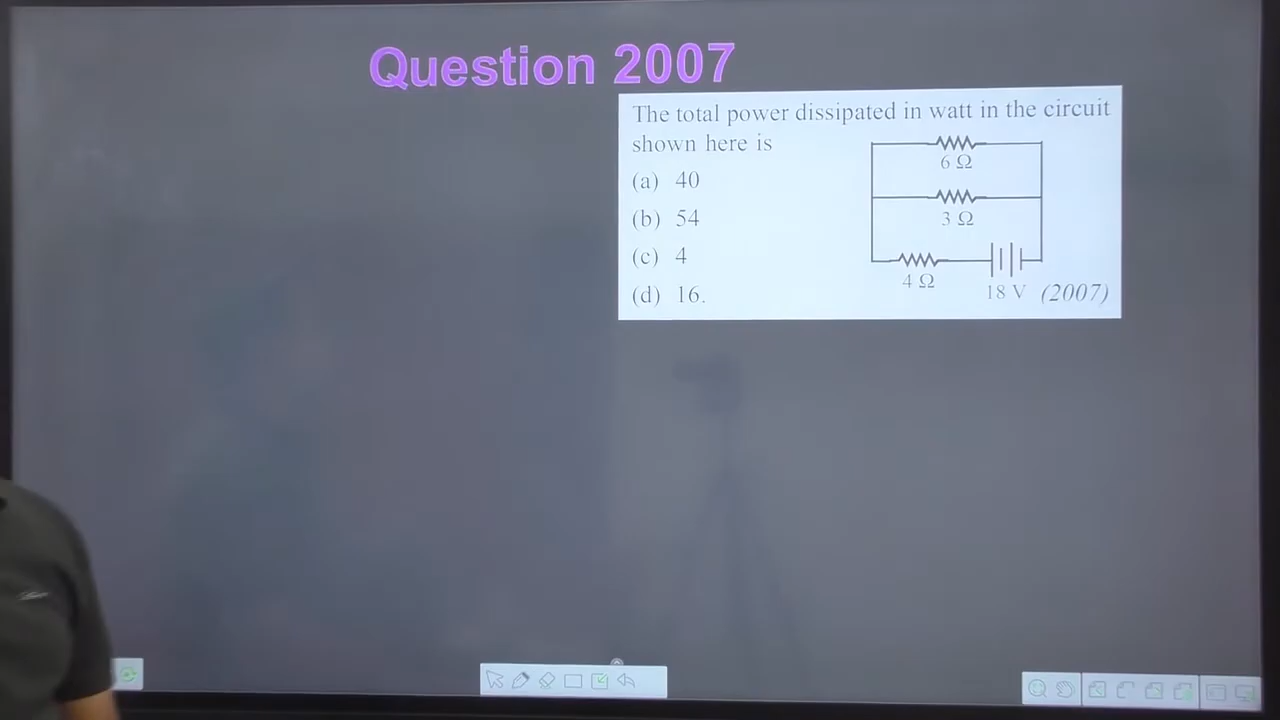 Question 2007
The total power dissipated in watt in the circuit
shown here is
(a) 40
(b) 54
(c) 4
(d) 16.
6 Ω
3 Ω
4 Ω
18 V (2007)